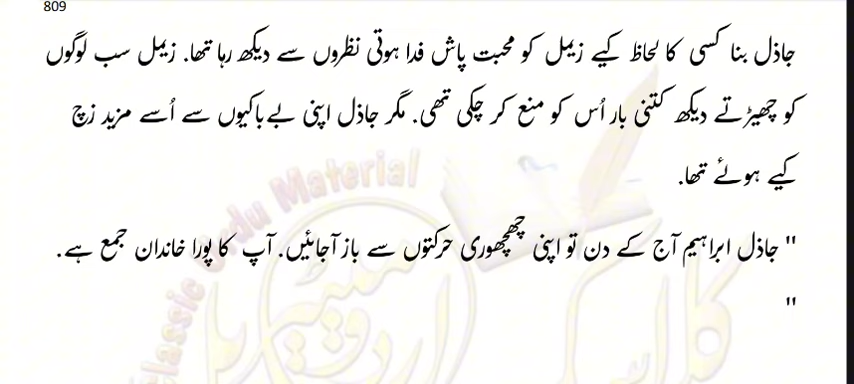 809
جاذل بنا کسی کا لحاظ کیے زیمل کو محبت پاش فدا ہوتی نظروں سے دیکھ رہا تھا. زیمل سب لوگوں
کو چھیڑتے دیکھ کتنی بار اُس کو منع کر چکی تھی. مگر جاذل اپنی بے باکیوں سے اُسے مزید زچ
کیے ہوئے تھا.
" جاذل ابراہیم آج کے دن تو اپنی چھچھوری حرکتوں سے باز آجائیں. آپ کا پورا خاندان جمع ہے.
"
Classic Urdu Material